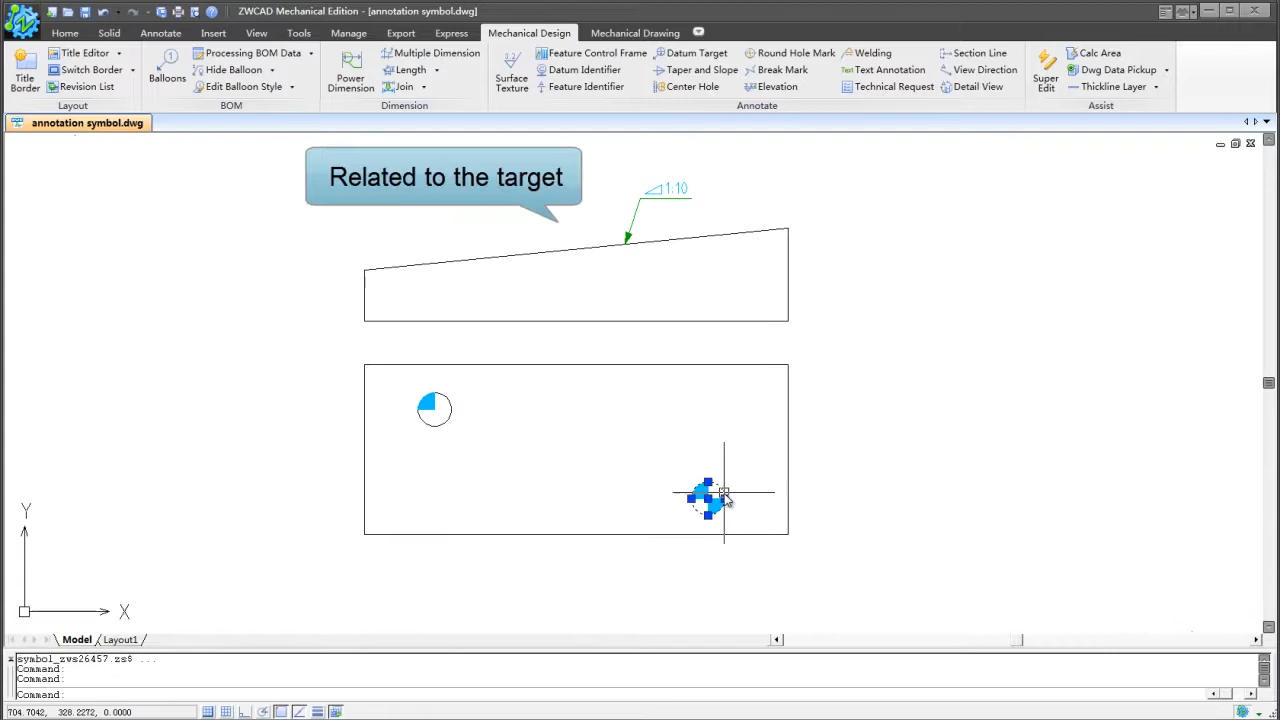 ZWCAD Mechanical Edition - [annotation symbol.dwg]
Home Solid Annotate Insert View Tools Manage Export Express Mechanical Design Mechanical Drawing
Title Border
Title Editor
Switch Border
Revision List
Layout
Balloons
Processing BOM Data
Hide Balloon
Edit Balloon Style
BOM
Power Dimension
Multiple Dimension
Length
Join
Dimension
Surface Texture
Feature Control Frame
Datum Identifier
Feature Identifier
Datum Target
Taper and Slope
Center Hole
Round Hole Mark
Break Mark
Elevation
Welding
Text Annotation
Technical Request
Section Line
View Direction
Detail View
Annotate
Super Edit
Calc Area
Dwg Data Pickup
Thickline Layer
Assist
annotation symbol.dwg
Related to the target
1:10
Y
X
Model Layout1
symbol_zws26457.zs$ ...
Command:
Command:
Command:
704.7042, 328.2272, 0.0000